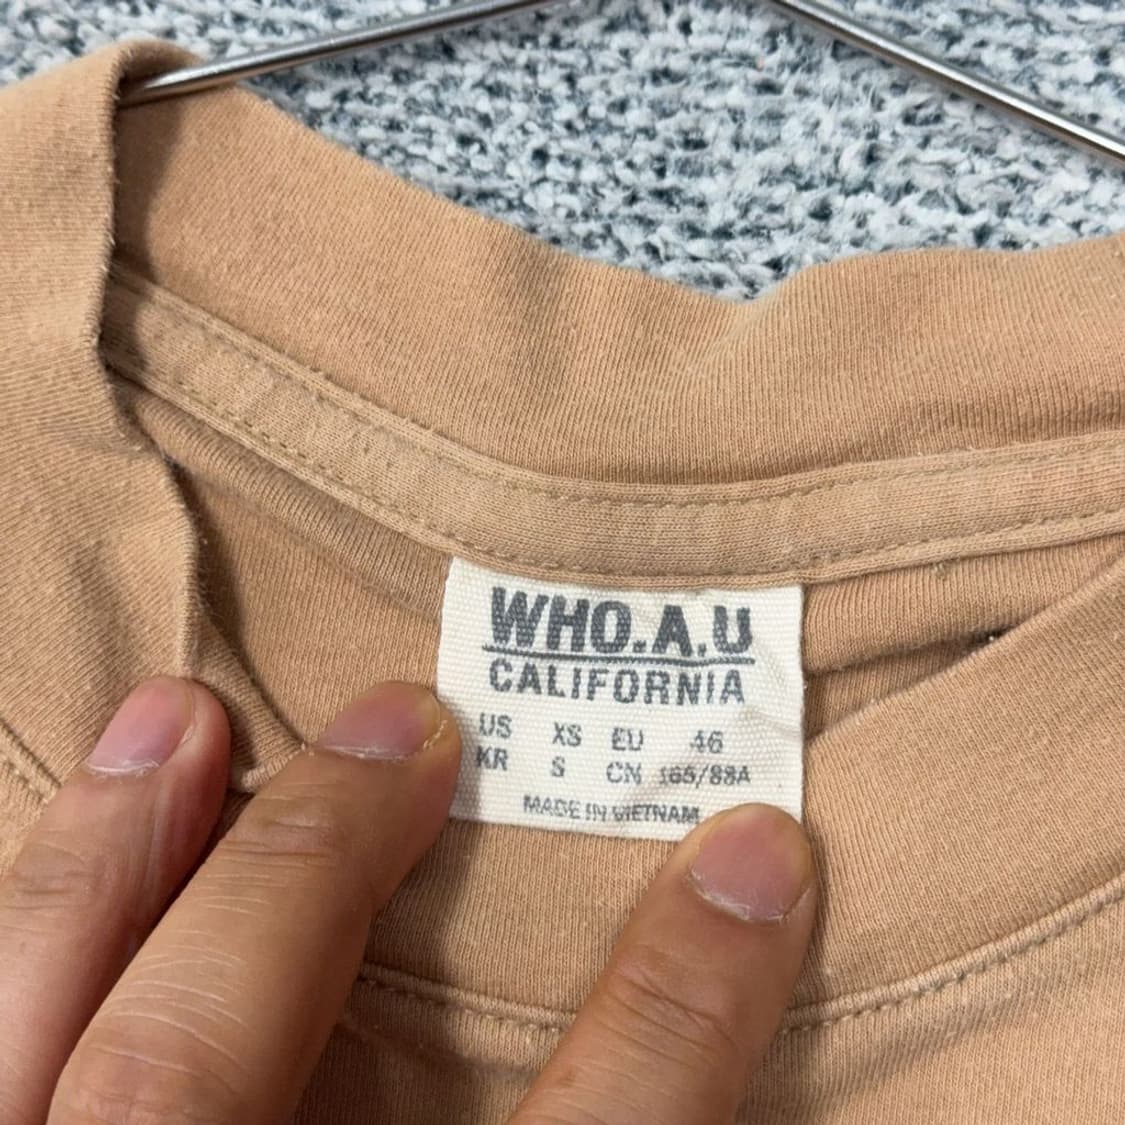 WHO.A.U
CALIFORNIA
US XS EU 46
KR S CN 165/88A
MADE IN VIETNAM